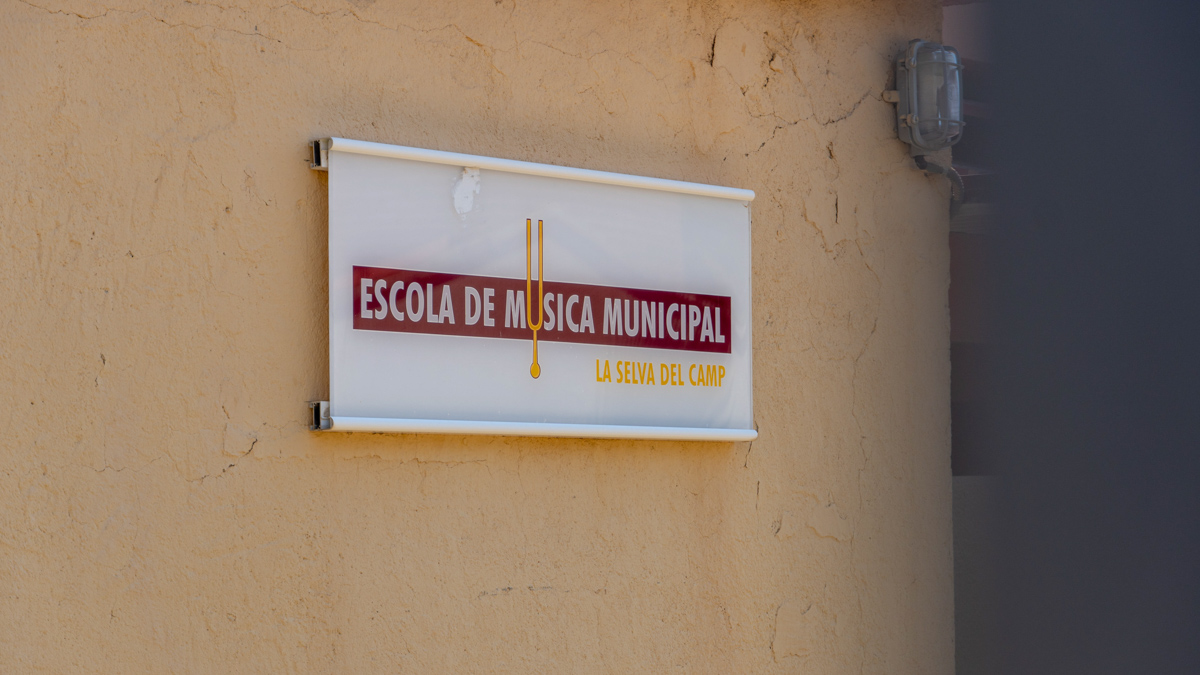 ESCOLA DE MUSICA MUNICIPAL
LA SELVA DEL CAMP